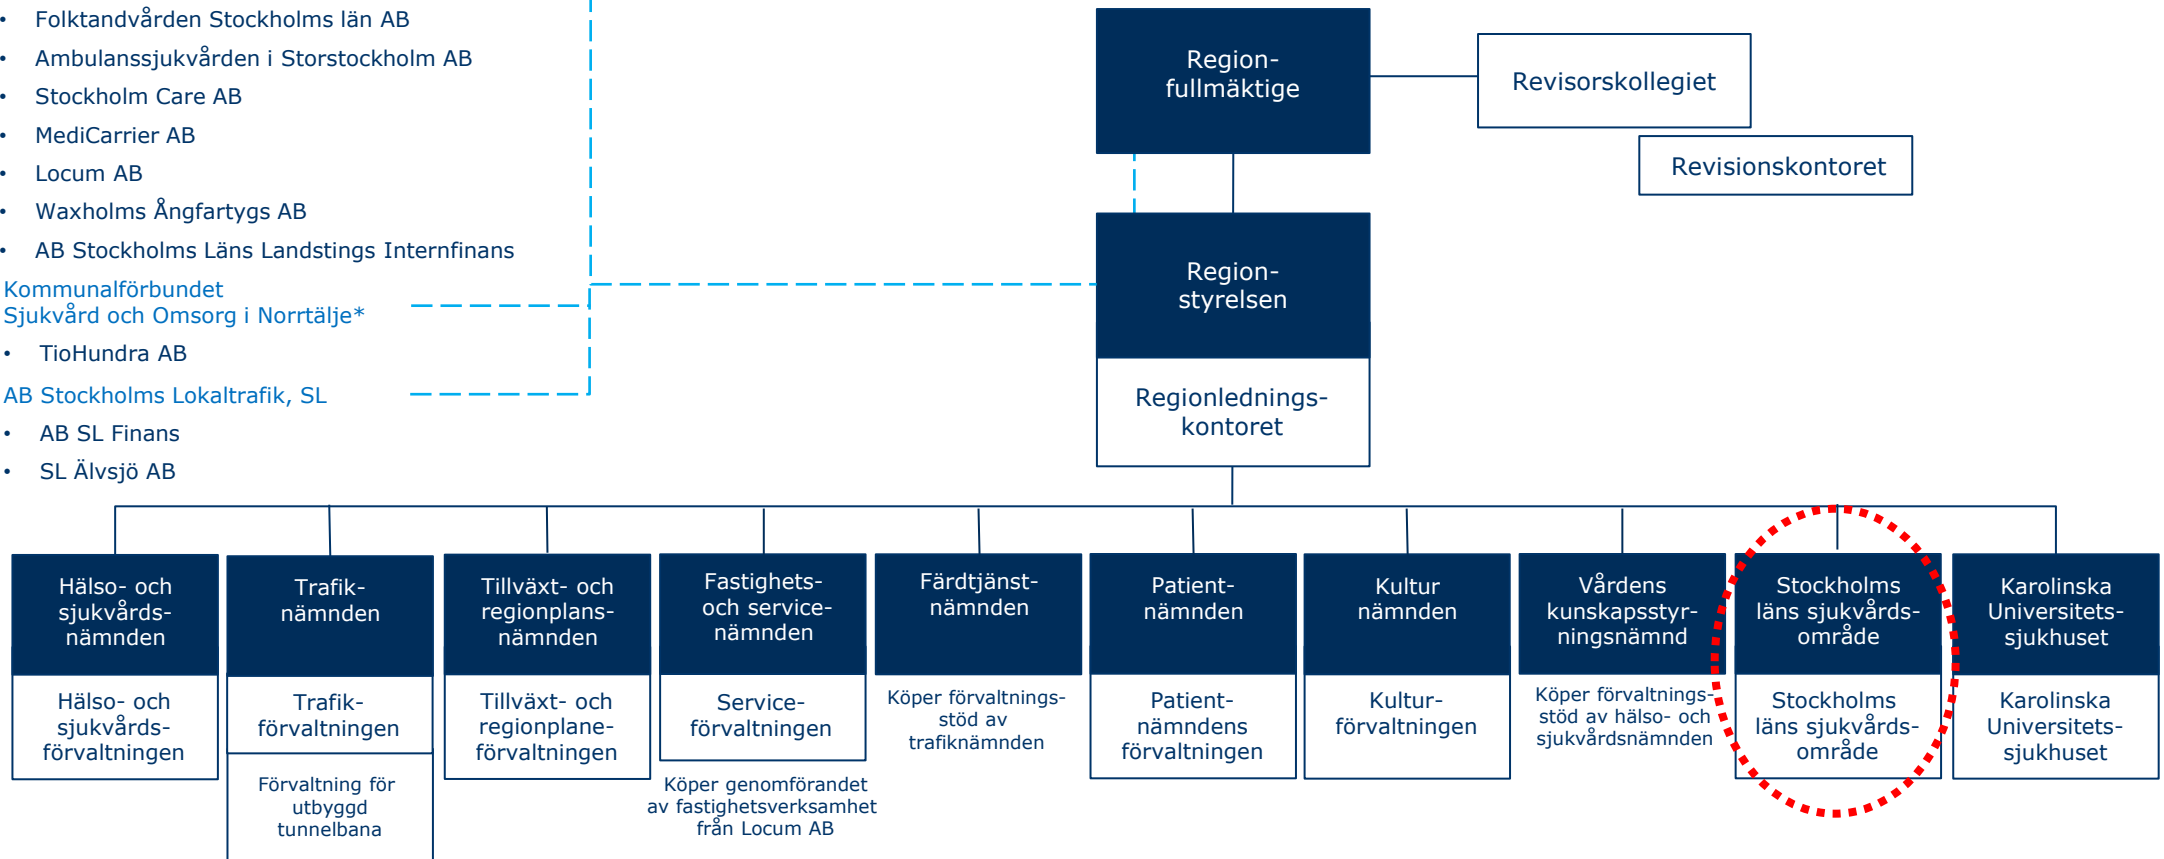 • Folktandvården Stockholms län AB
• Ambulanssjukvården i Storstockholm AB
• Stockholm Care AB
• MediCarrier AB
• Locum AB
• Waxholms Ångfartygs AB
• AB Stockholms Läns Landstings Internfinans
Kommunalförbundet
Sjukvård och Omsorg i Norrtälje*
• TioHundra AB
AB Stockholms Lokaltrafik, SL
• AB SL Finans
• SL Älvsjö AB
Region-
fullmäktige
Revisorskollegiet
Revisionskontoret
Region-
styrelsen
Regionlednings-
kontoret
Hälso- och
sjukvårds-
nämnden
Hälso- och
sjukvårds-
förvaltningen
Trafik-
nämnden
Trafik-
förvaltningen
Förvaltning för
utbyggd
tunnelbana
Tillväxt- och
regionplans-
nämnden
Tillväxt- och
regionplane-
förvaltningen
Fastighets-
och service-
nämnden
Service-
förvaltningen
Köper genomförandet
av fastighetsverksamhet
från Locum AB
Färdtjänst-
nämnden
Köper förvaltnings-
stöd av
trafiknämnden
Patient-
nämnden
Patient-
nämndens
förvaltningen
Kultur
nämnden
Kultur-
förvaltningen
Vårdens
kunskapsstyr-
ningsnämnd
Köper förvaltnings-
stöd av hälso- och
sjukvårdsnämnden
Stockholms
läns sjukvårds-
område
Stockholms
läns sjukvårds-
område
Karolinska
Universitets-
sjukhuset
Karolinska
Universitets-
sjukhuset